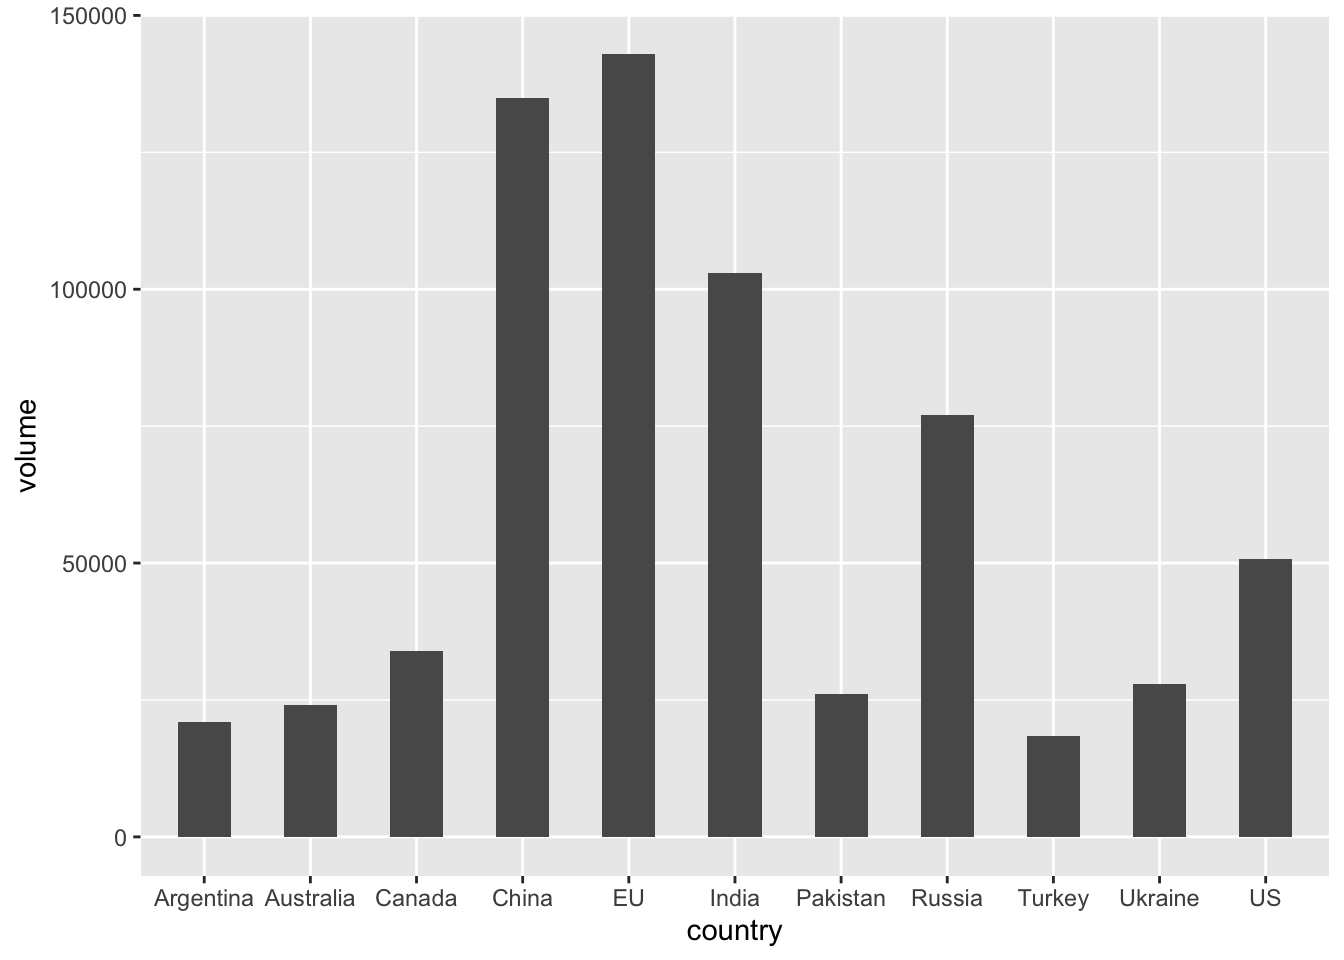 150000
100000
50000
0
volume
Argentina Australia Canada China EU India Pakistan Russia Turkey Ukraine US
country